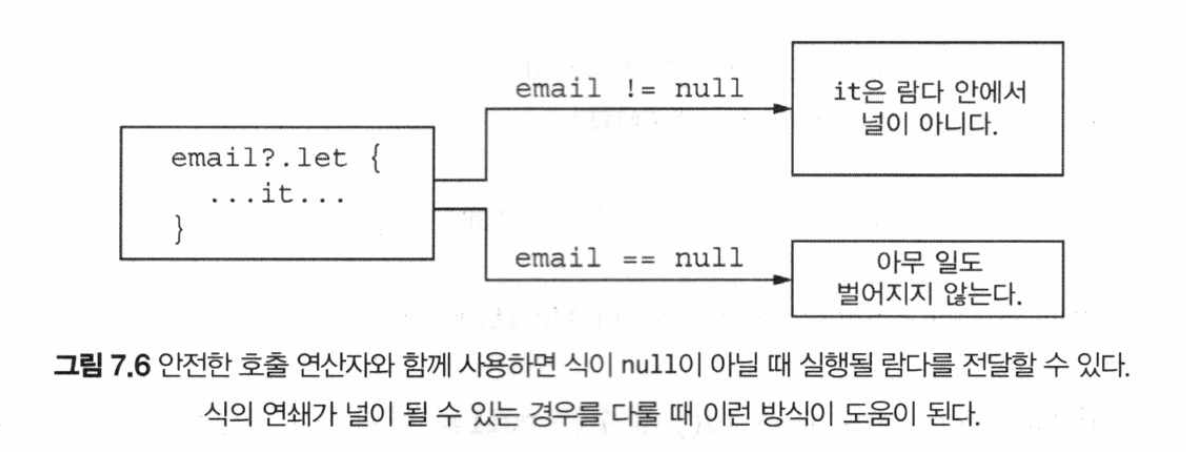 email?.let {
...it...
}
email != null
it은 람다 안에서
널이 아니다.
email == null
아무 일도
벌어지지 않는다.
그림 7.6 안전한 호출 연산자와 함께 사용하면 식이 null이 아닐 때 실행될 람다를 전달할 수 있다.
식의 연쇄가 널이 될 수 있는 경우를 다룰 때 이런 방식이 도움이 된다.